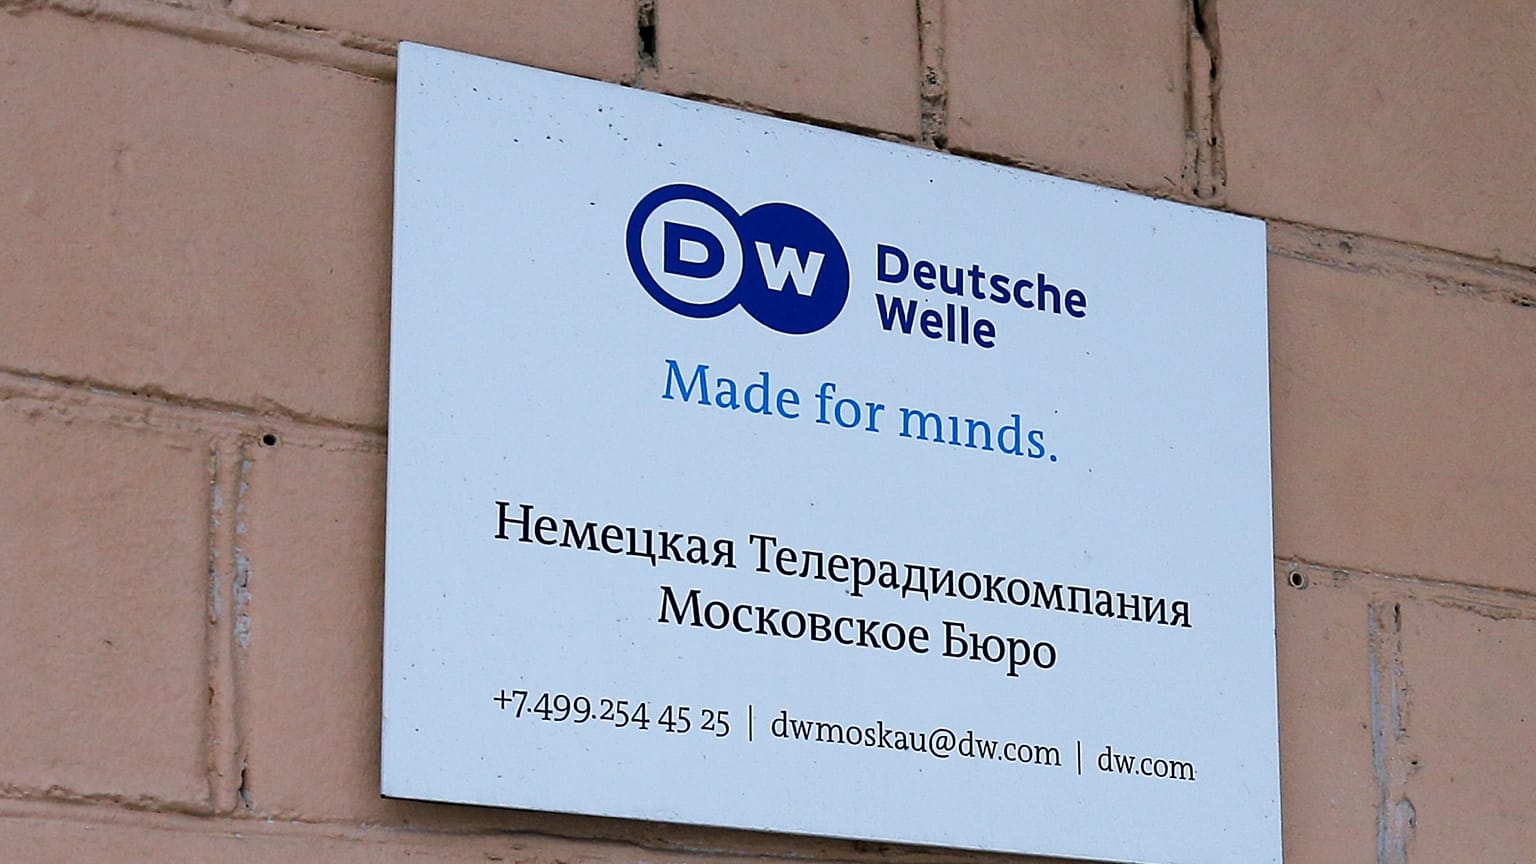 DW Deutsche
Welle
Made for minds.
Немецкая Телерадиокомпания
Московское Бюро
+7.499.254 45 25 | dwmoskau@dw.com | dw.com